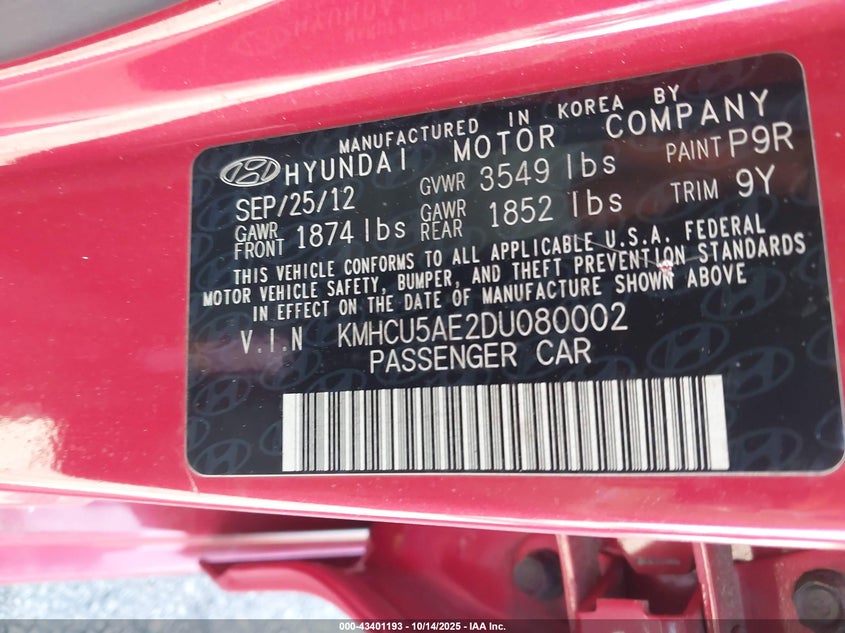 MANUFACTURED IN KOREA BY
HYUNDAI MOTOR COMPANY
SEP/25/12 GVWR 3549 lbs PAINT P9R
GAWR FRONT 1874 lbs GAWR REAR 1852 lbs TRIM 9Y
THIS VEHICLE CONFORMS TO ALL APPLICABLE U.S.A. FEDERAL
MOTOR VEHICLE SAFETY, BUMPER, AND THEFT PREVENTION STANDARDS
IN EFFECT ON THE DATE OF MANUFACTURE SHOWN ABOVE
V.I.N KMHCU5AE2DU080002
PASSENGER CAR
000-43401193 - 10/14/2025 - IAA Inc.